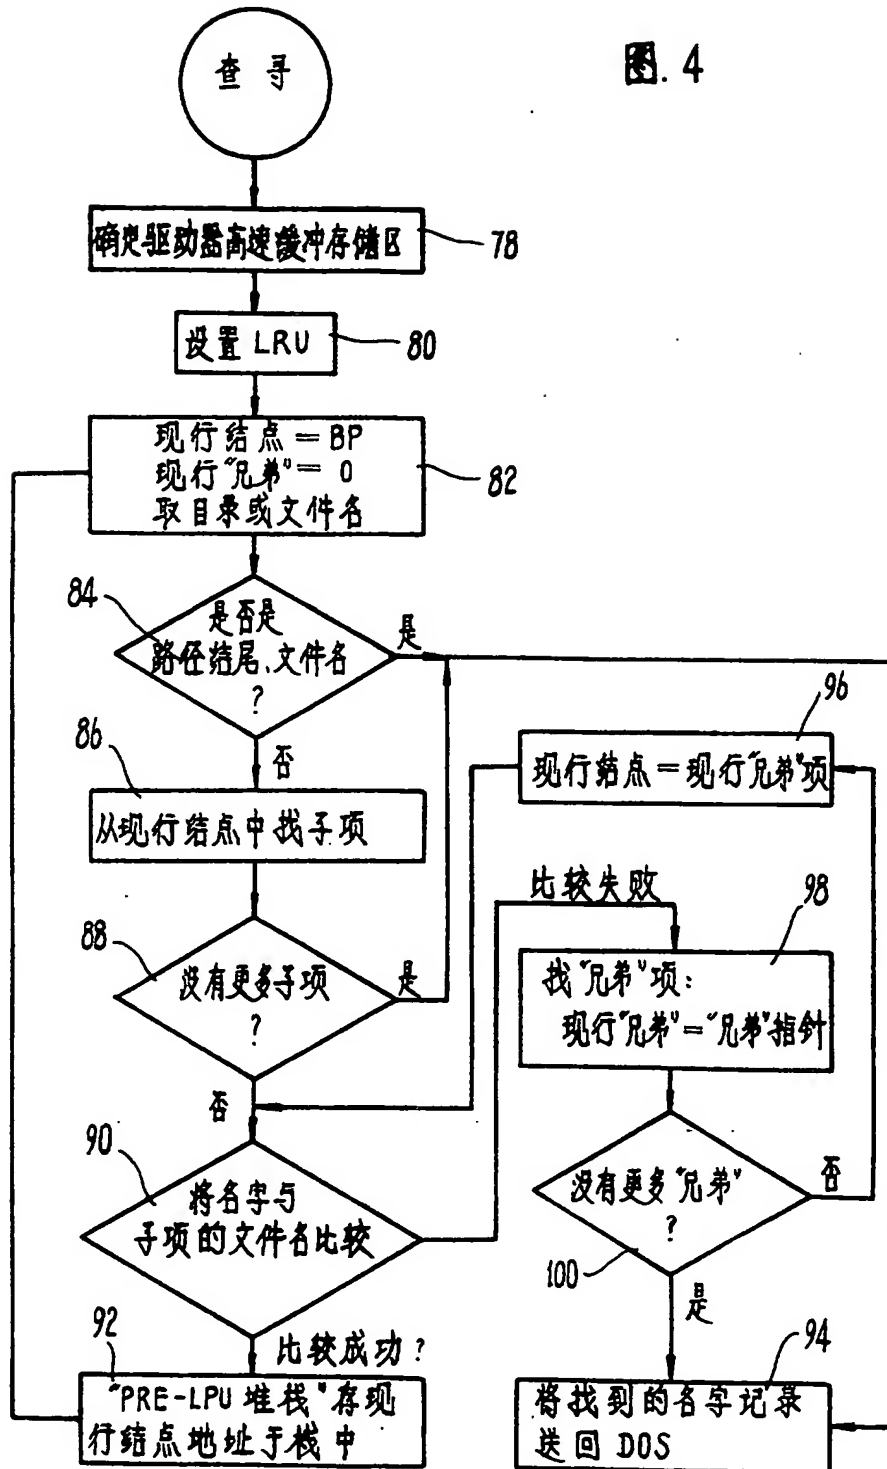 查寻
图.4
确定驱动器高速缓冲存储区
78
设置 LRU
80
现行结点 = BP
现行"兄弟" = 0
取目录或文件名
82
84
是否是
路径结尾、文件名
?
是
否
86
从现行结点中找子项
88
没有更多子项
?
是
否
90
将名字与
子项的文件名比较
比较成功?
92
"PRE-LPU 堆栈"存现
行结点地址于栈中
96
现行结点 = 现行"兄弟"项
比较失败
98
找"兄弟"项:
现行"兄弟" = "兄弟"指针
没有更多"兄弟"
?
否
100
是
94
将找到的名字记录
送回 DOS